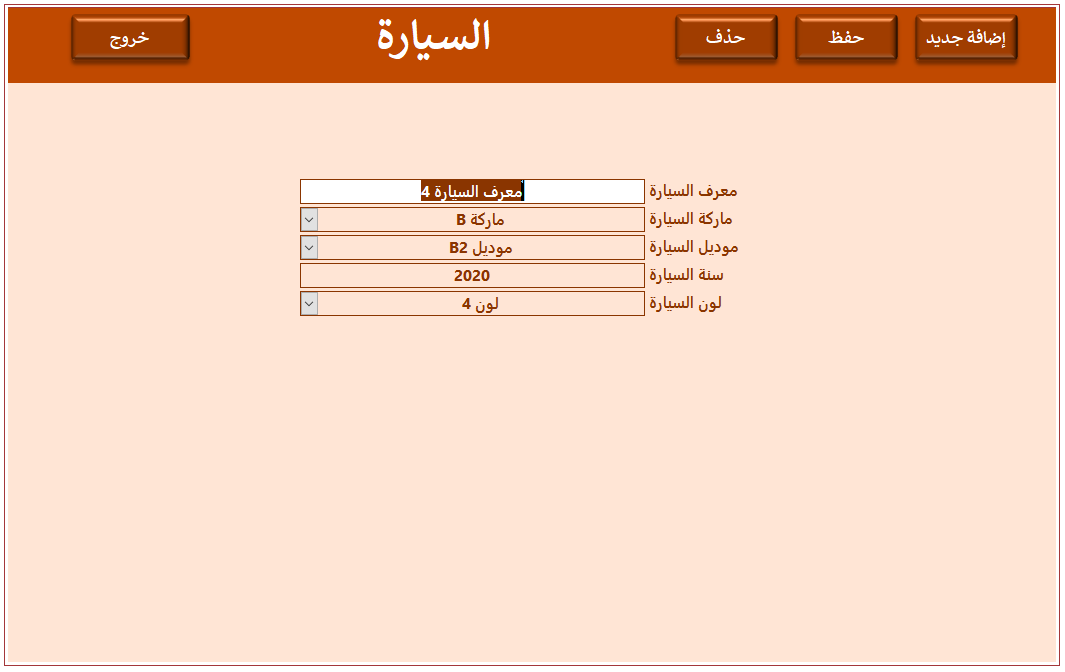 إضافة جديد
حفظ
حذف
السيارة
خروج
معرف السيارة
معرف السيارة 4
ماركة السيارة
ماركة B
موديل السيارة
موديل B2
سنة السيارة
2020
لون السيارة
لون 4